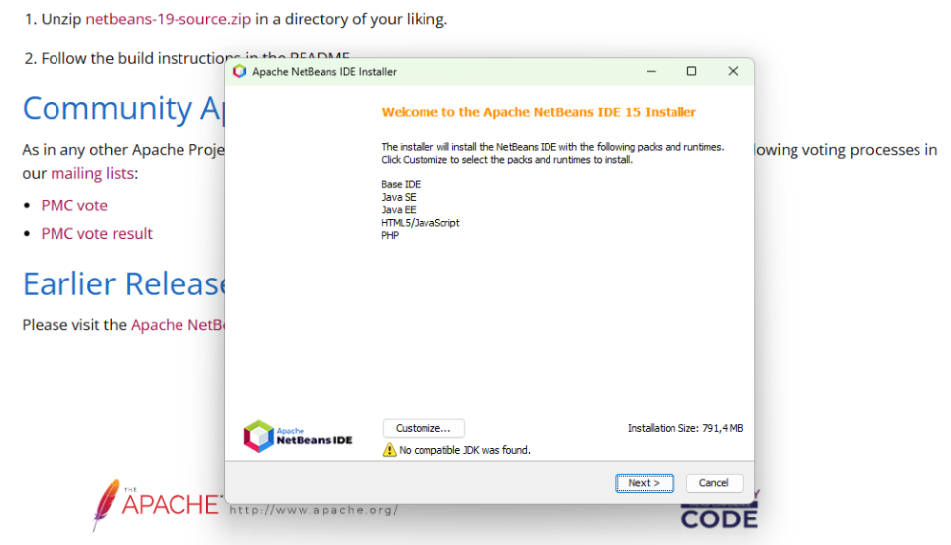 1. Unzip netbeans-19-source.zip in a directory of your liking.
2. Follow the build instructions in the README
Apache NetBeans IDE Installer
Community Ap
Welcome to the Apache NetBeans IDE 15 Installer
As in any other Apache Proje
lowing voting processes in
our mailing lists:
The installer will install the NetBeans IDE with the following packs and runtimes.
Click Customize to select the packs and runtimes to install.
• PMC vote
• PMC vote result
Base IDE
Java SE
Java EE
HTML5/JavaScript
PHP
Earlier Release
Please visit the Apache NetB
Apache
NetBeans IDE
Customize...
Installation Size: 791,4 MB
No compatible JDK was found.
Next >
Cancel
THE
APACHE
http://www.apache.org/
Y
CODE